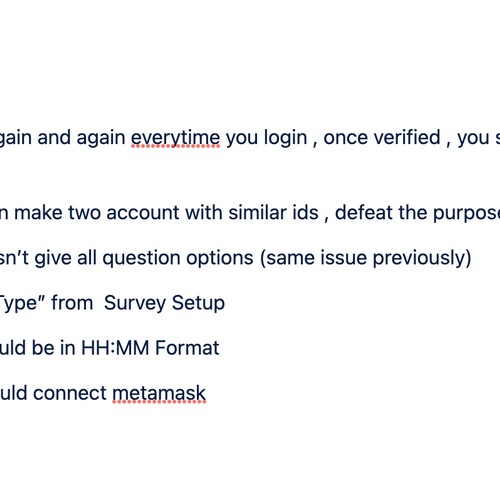 gain and again everytime you login , once verified , you s
n make two account with similar ids , defeat the purpose
sn’t give all question options (same issue previously)
Type” from  Survey Setup
uld be in HH:MM Format
uld connect metamask